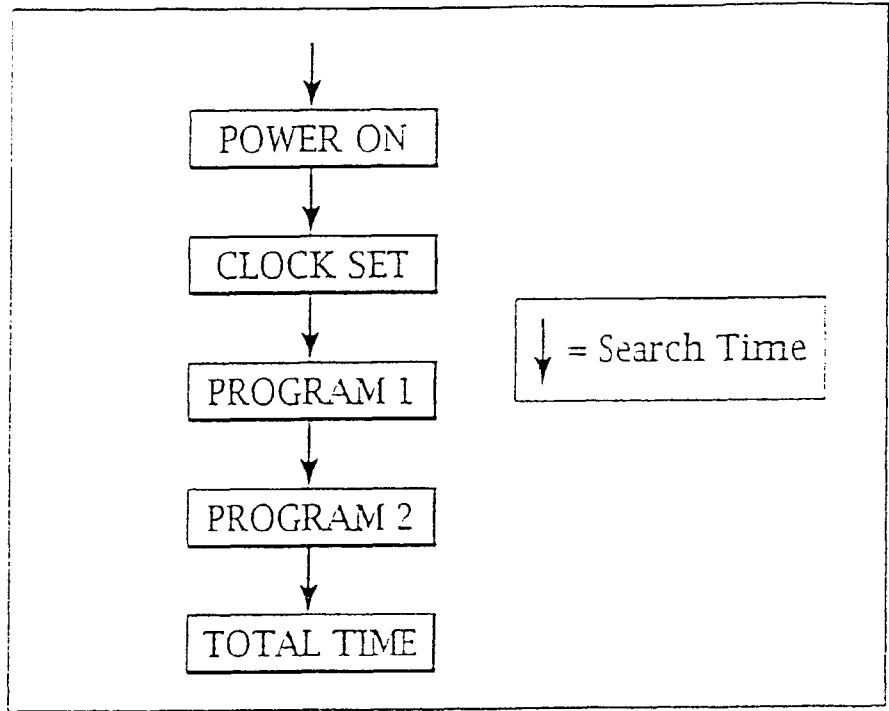 POWER ON
CLOCK SET
PROGRAM 1
PROGRAM 2
TOTAL TIME
= Search Time